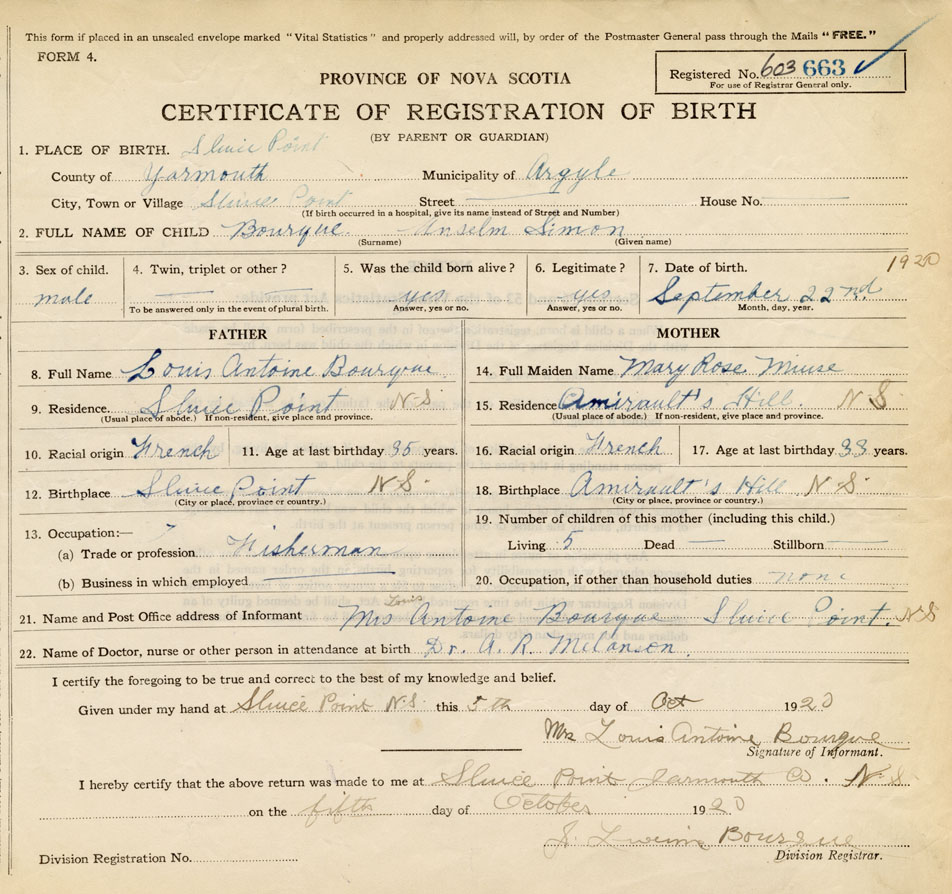 This form if placed in an unsealed envelope marked "Vital Statistics" and properly addressed will, by order of the Postmaster General pass through the Mails "FREE."
FORM 4.
Registered No. 603 663
For use of Registrar General only.
PROVINCE OF NOVA SCOTIA
CERTIFICATE OF REGISTRATION OF BIRTH
(BY PARENT OR GUARDIAN)
1. PLACE OF BIRTH. Sluice Point
County of Yarmouth Municipality of Argyle
City, Town or Village Sluice Point Street House No.
(If birth occurred in a hospital, give its name instead of Street and Number)
2. FULL NAME OF CHILD Bourque Anselm Simon
(Surname) (Given name)
3. Sex of child. 4. Twin, triplet or other? 5. Was the child born alive? 6. Legitimate? 7. Date of birth. 1920
male yes yes September 22nd
To be answered only in the event of plural birth. Answer, yes or no. Answer, yes or no. Month, day, year.
FATHER MOTHER
8. Full Name Louis Antoine Bourque 14. Full Maiden Name Mary Rose Muise
9. Residence. Sluice Point N S 15. Residence Amirault's Hill. N S
(Usual place of abode.) If non-resident, give place and province. (Usual place of abode.) If non-resident, give place and province.
10. Racial origin French 11. Age at last birthday 35 years. 16. Racial origin French 17. Age at last birthday 33 years.
12. Birthplace Sluice Point N S 18. Birthplace Amirault's Hill N S
(City or place, province or country.) (City or place, province or country.)
13. Occupation:— 19. Number of children of this mother (including this child.)
(a) Trade or profession Fisherman Living 5 Dead — Stillborn —
(b) Business in which employed 20. Occupation, if other than household duties none
21. Name and Post Office address of Informant Mrs Louis Antoine Bourque Sluice Point. N S
22. Name of Doctor, nurse or other person in attendance at birth Dr. A. R. Melanson
I certify the foregoing to be true and correct to the best of my knowledge and belief.
Given under my hand at Sluice Point N.S. this 5th day of Oct 1920
Mrs Louis Antoine Bourque
Signature of Informant.
I hereby certify that the above return was made to me at Sluice Point Yarmouth Co. N. S
on the fifth day of October 1920
Bourque
Division Registration No. Division Registrar.